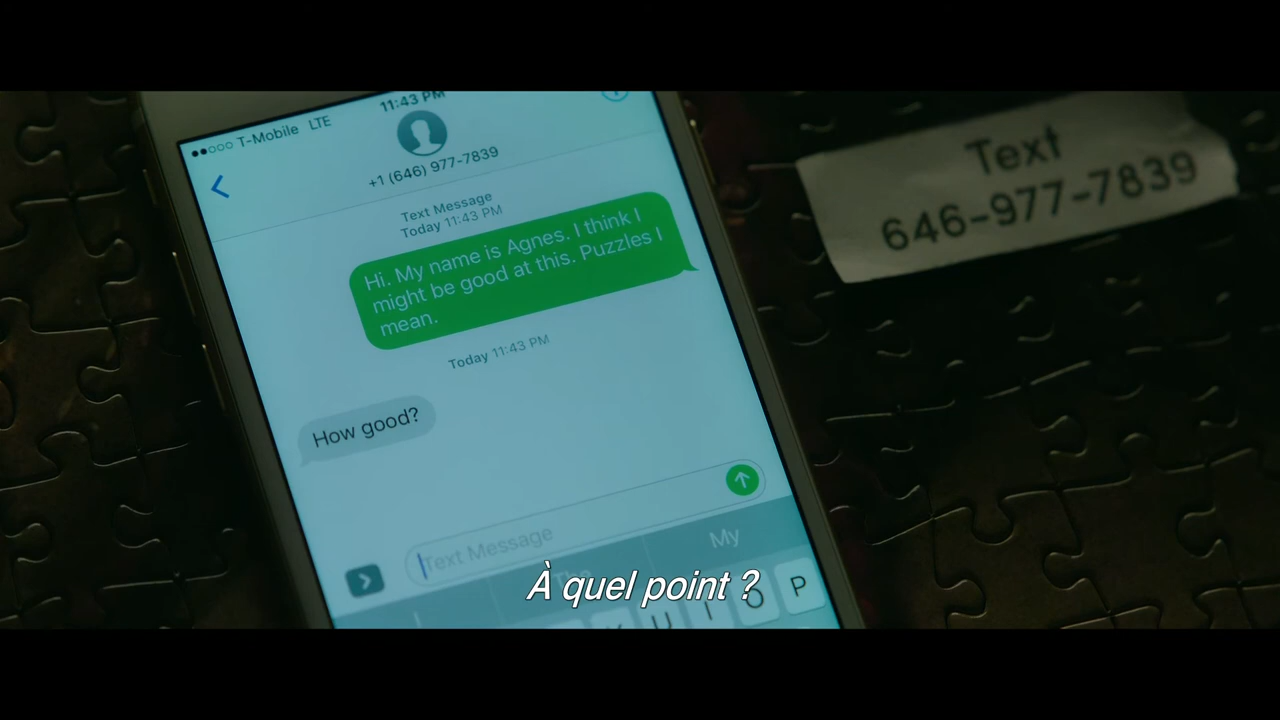 11:43 PM
T-Mobile LTE
+1 (646) 977-7839
Text Message
Today 11:43 PM
Hi. My name is Agnes. I think I
might be good at this. Puzzles I
mean.
Today 11:43 PM
How good?
Text Message
My
U I O P
Text
646-977-7839
À quel point ?